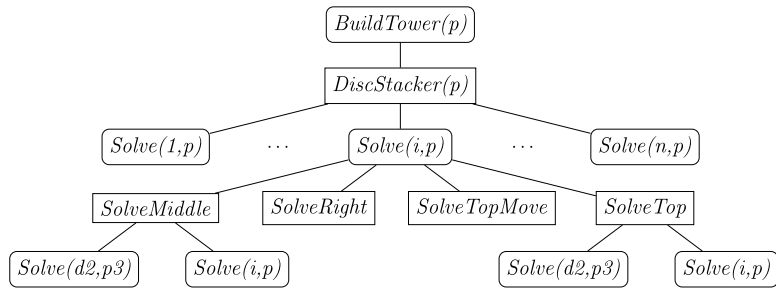 BuildTower(p)
DiscStacker(p)
Solve(1,p) ... Solve(i,p) ... Solve(n,p)
SolveMiddle SolveRight SolveTopMove SolveTop
Solve(d2,p3) Solve(i,p) Solve(d2,p3) Solve(i,p)